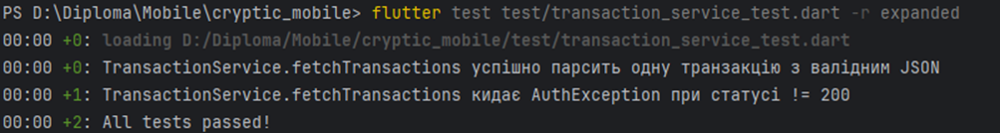 PS D:\Diploma\Mobile\cryptic_mobile> flutter test test/transaction_service_test.dart -r expanded
00:00 +0: loading D:/Diploma/Mobile/cryptic_mobile/test/transaction_service_test.dart
00:00 +0: TransactionService.fetchTransactions успішно парсить одну транзакцію з валідним JSON
00:00 +1: TransactionService.fetchTransactions кидає AuthException при статусі != 200
00:00 +2: All tests passed!